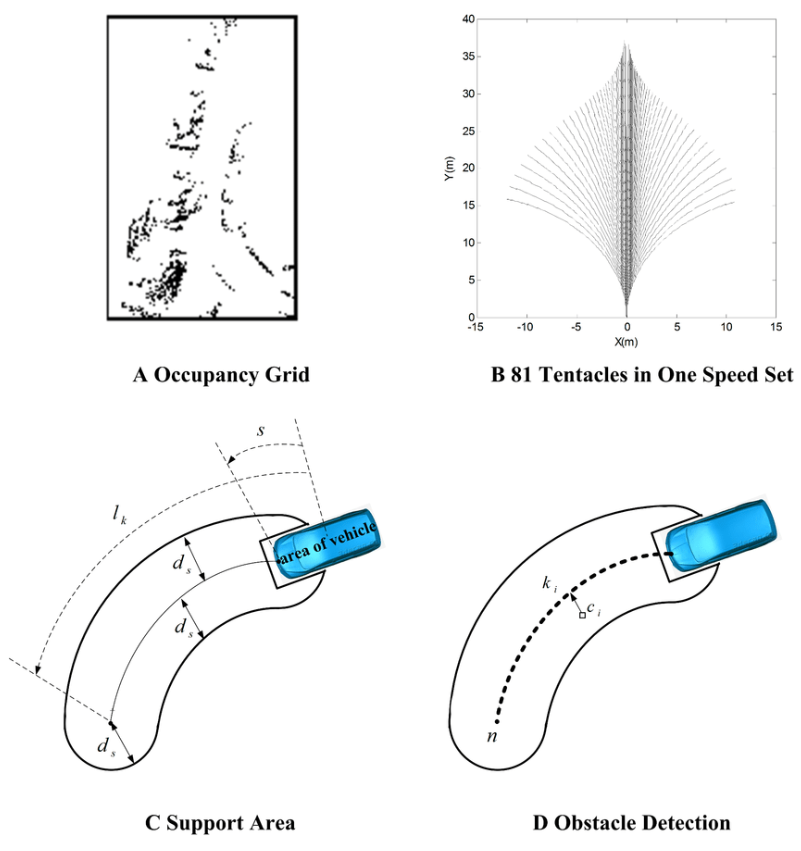 40
35
30
25
20
15
10
5
0
Y(m)
-15
-10
-5
0
5
10
15
X(m)
A Occupancy Grid
B 81 Tentacles in One Speed Set
s
l k
area of vehicle
d s
d s
d s
k i
c i
n
C Support Area
D Obstacle Detection